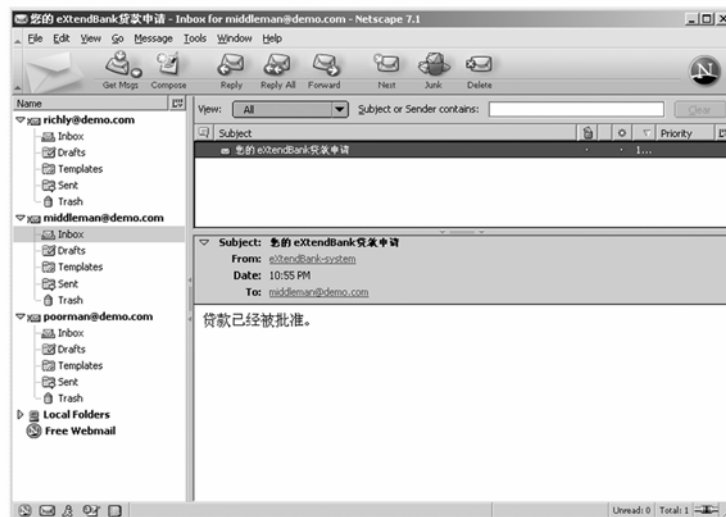 您的 eXtendBank贷款申请 - Inbox for middleman@demo.com - Netscape 7.1
File Edit View Go Message Tools Window Help
Get Msgs Compose Reply Reply All Forward Next Junk Delete
N
Name
richly@demo.com
Inbox
Drafts
Templates
Sent
Trash
middleman@demo.com
Inbox
Drafts
Templates
Sent
Trash
poorman@demo.com
Inbox
Drafts
Templates
Sent
Trash
Local Folders
Free Webmail
View: All Subject or Sender contains: Clear
Subject Priority
您的 eXtendBank贷款申请 1...
Subject: 您的 eXtendBank贷款申请
From: eXtendBank-system
Date: 10:55 PM
To: middleman@demo.com
贷款已经被批准。
Unread: 0 Total: 1